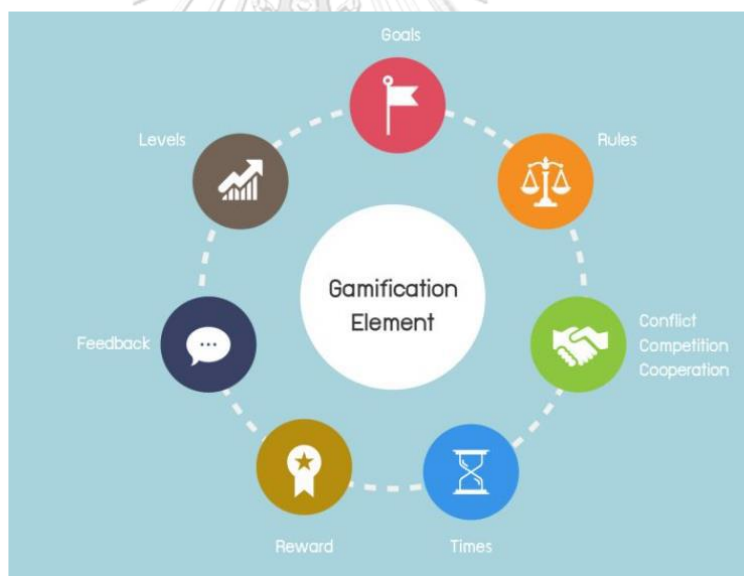 Goals
Levels
Rules
Gamification
Element
Feedback
Conflict
Competition
Cooperation
Reward
Times